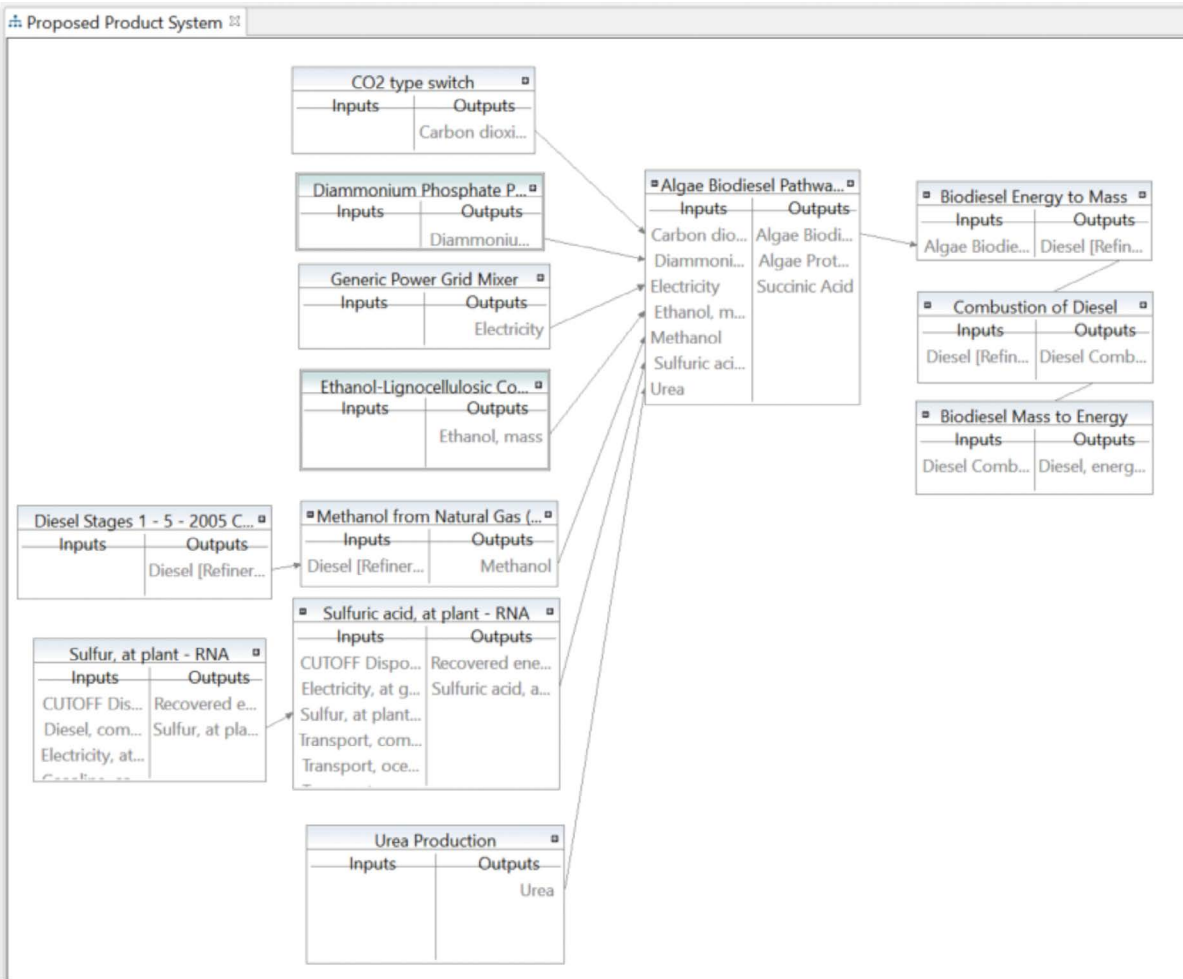 Proposed Product System
CO2 type switch
Inputs Outputs
Carbon dioxi...
Diammonium Phosphate P...
Inputs Outputs
Diammoniu...
Generic Power Grid Mixer
Inputs Outputs
Electricity
Ethanol-Lignocellulosic Co...
Inputs Outputs
Ethanol, mass
Diesel Stages 1 - 5 - 2005 C...
Inputs Outputs
Diesel [Refiner...
Methanol from Natural Gas (...
Inputs Outputs
Diesel [Refiner... Methanol
Sulfur, at plant - RNA
Inputs Outputs
CUTOFF Dis... Recovered e...
Diesel, com... Sulfur, at pla...
Electricity, at...
Sulfuric acid, at plant - RNA
Inputs Outputs
CUTOFF Dispo... Recovered ene...
Electricity, at g... Sulfuric acid, a...
Sulfur, at plant...
Transport, com...
Transport, oce...
Urea Production
Inputs Outputs
Urea
Algae Biodiesel Pathwa...
Inputs Outputs
Carbon dio... Algae Biodi...
Diammoni... Algae Prot...
Electricity Succinic Acid
Ethanol, m...
Methanol
Sulfuric aci...
Urea
Biodiesel Energy to Mass
Inputs Outputs
Algae Biodie... Diesel [Refin...
Combustion of Diesel
Inputs Outputs
Diesel [Refin... Diesel Comb...
Biodiesel Mass to Energy
Inputs Outputs
Diesel Comb... Diesel, energ...